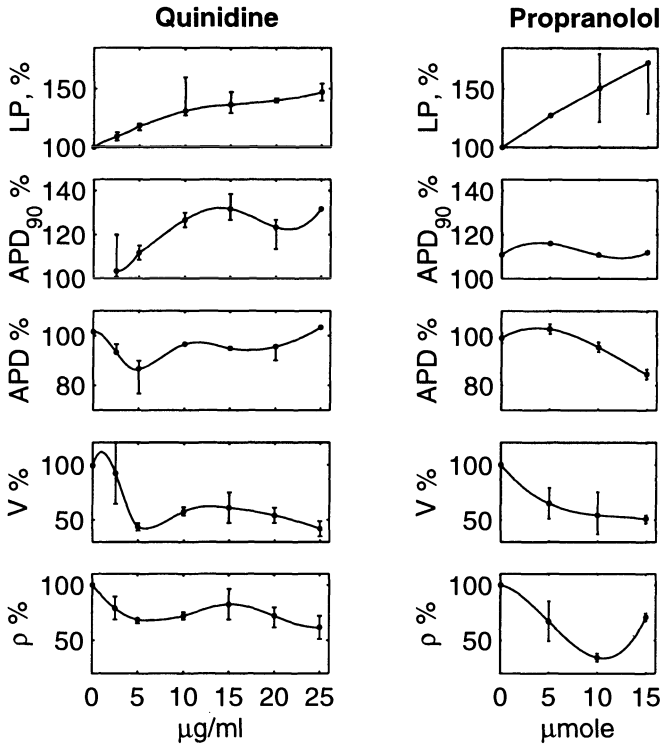 Quinidine Propranolol
LP, % 150 100
LP, % 150 100
APD90 % 140 120 100
APD90 % 140 120 100
APD % 100 80
APD % 100 80
V % 100 50
V % 100 50
ρ % 100 50
ρ % 100 50
0 5 10 15 20 25
0 5 10 15
μg/ml
μmole